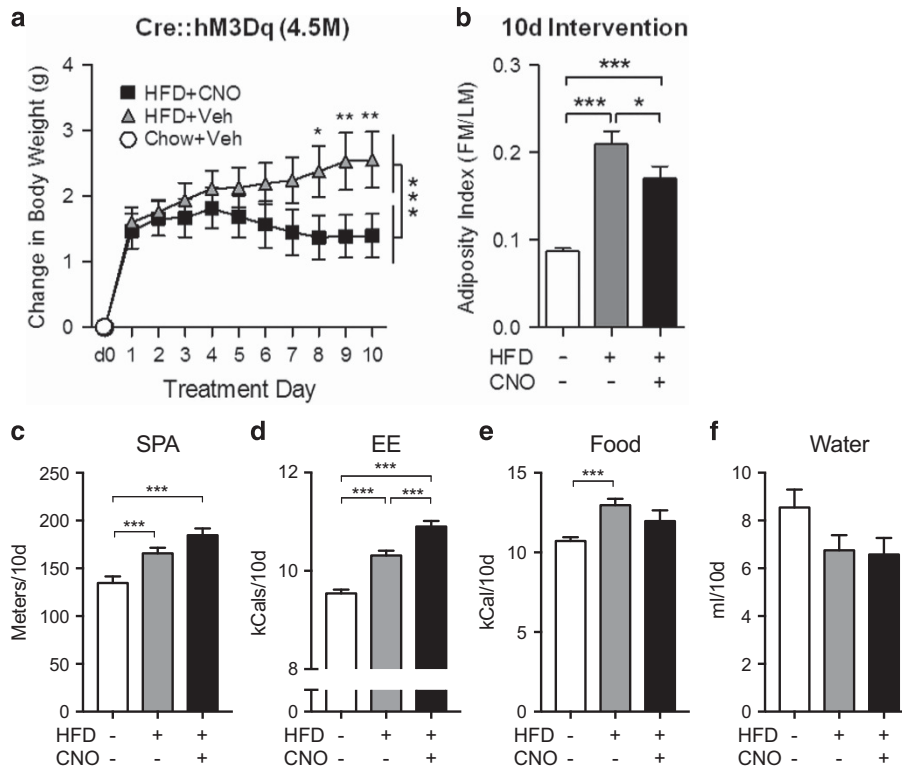 a
Cre::hM3Dq (4.5M)
Change in Body Weight (g)
4
3
2
1
0
HFD+CNO
HFD+Veh
Chow+Veh
* ** **
***
d0 1 2 3 4 5 6 7 8 9 10
Treatment Day
b
10d Intervention
Adiposity Index (FM/LM)
0.3
0.2
0.1
0.0
***
*** *
HFD - + +
CNO - - +
c
SPA
Meters/10d
250
200
150
100
50
0
***
***
HFD - + +
CNO - - +
d
EE
kCals/10d
12
10
8
0
***
*** ***
HFD - + +
CNO - - +
e
Food
kCal/10d
15
10
5
0
***
HFD - + +
CNO - - +
f
Water
ml/10d
10
8
6
4
2
0
HFD - + +
CNO - - +